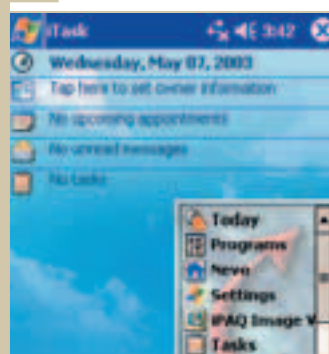 iTask 3:42
Wednesday, May 07, 2003
Tap here to set owner information
No upcoming appointments
No unread messages
No tasks
Today
Programs
Nevo
Settings
iPAQ Image V
Tasks